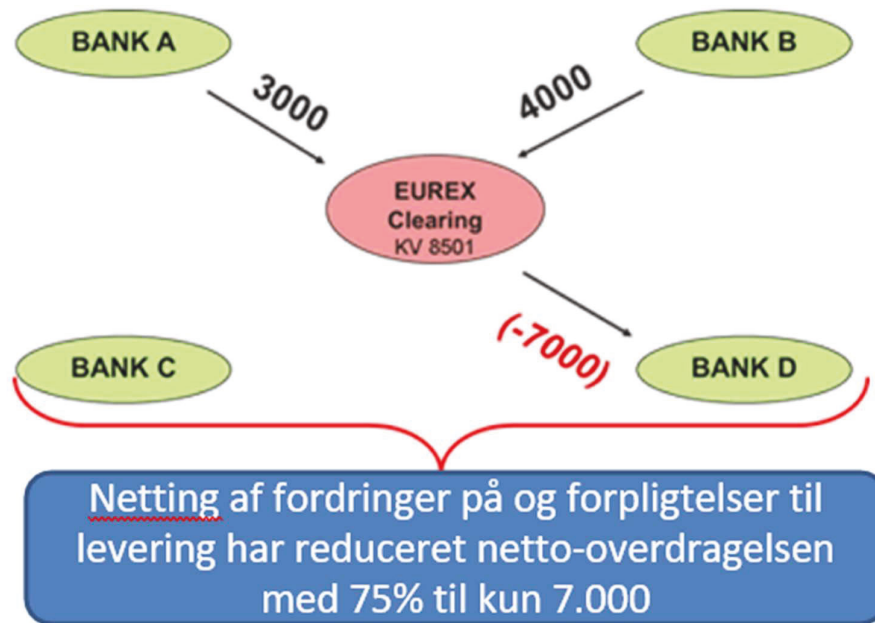 BANK A
BANK B
3000
4000
EUREX
Clearing
KV 8501
(-7000)
BANK C
BANK D
Netting af fordringer på og forpligtelser til
levering har reduceret netto-overdragelsen
med 75% til kun 7.000